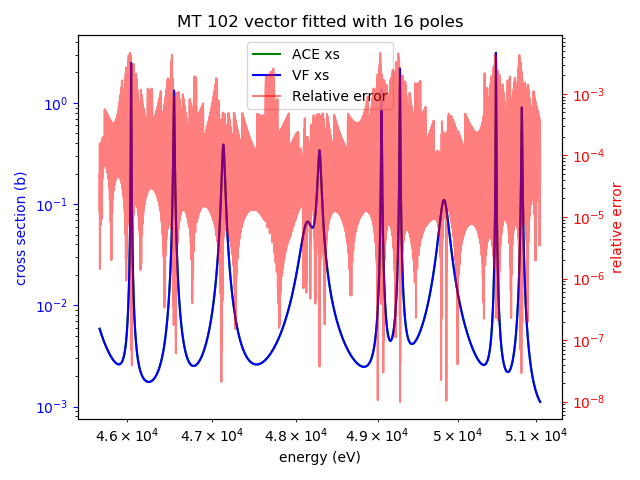 MT 102 vector fitted with 16 poles
ACE xs
VF xs
Relative error
cross section (b)
10⁰
10⁻¹
10⁻²
10⁻³
relative error
10⁻³
10⁻⁴
10⁻⁵
10⁻⁶
10⁻⁷
10⁻⁸
4.6×10⁴ 4.7×10⁴ 4.8×10⁴ 4.9×10⁴ 5×10⁴ 5.1×10⁴
energy (eV)